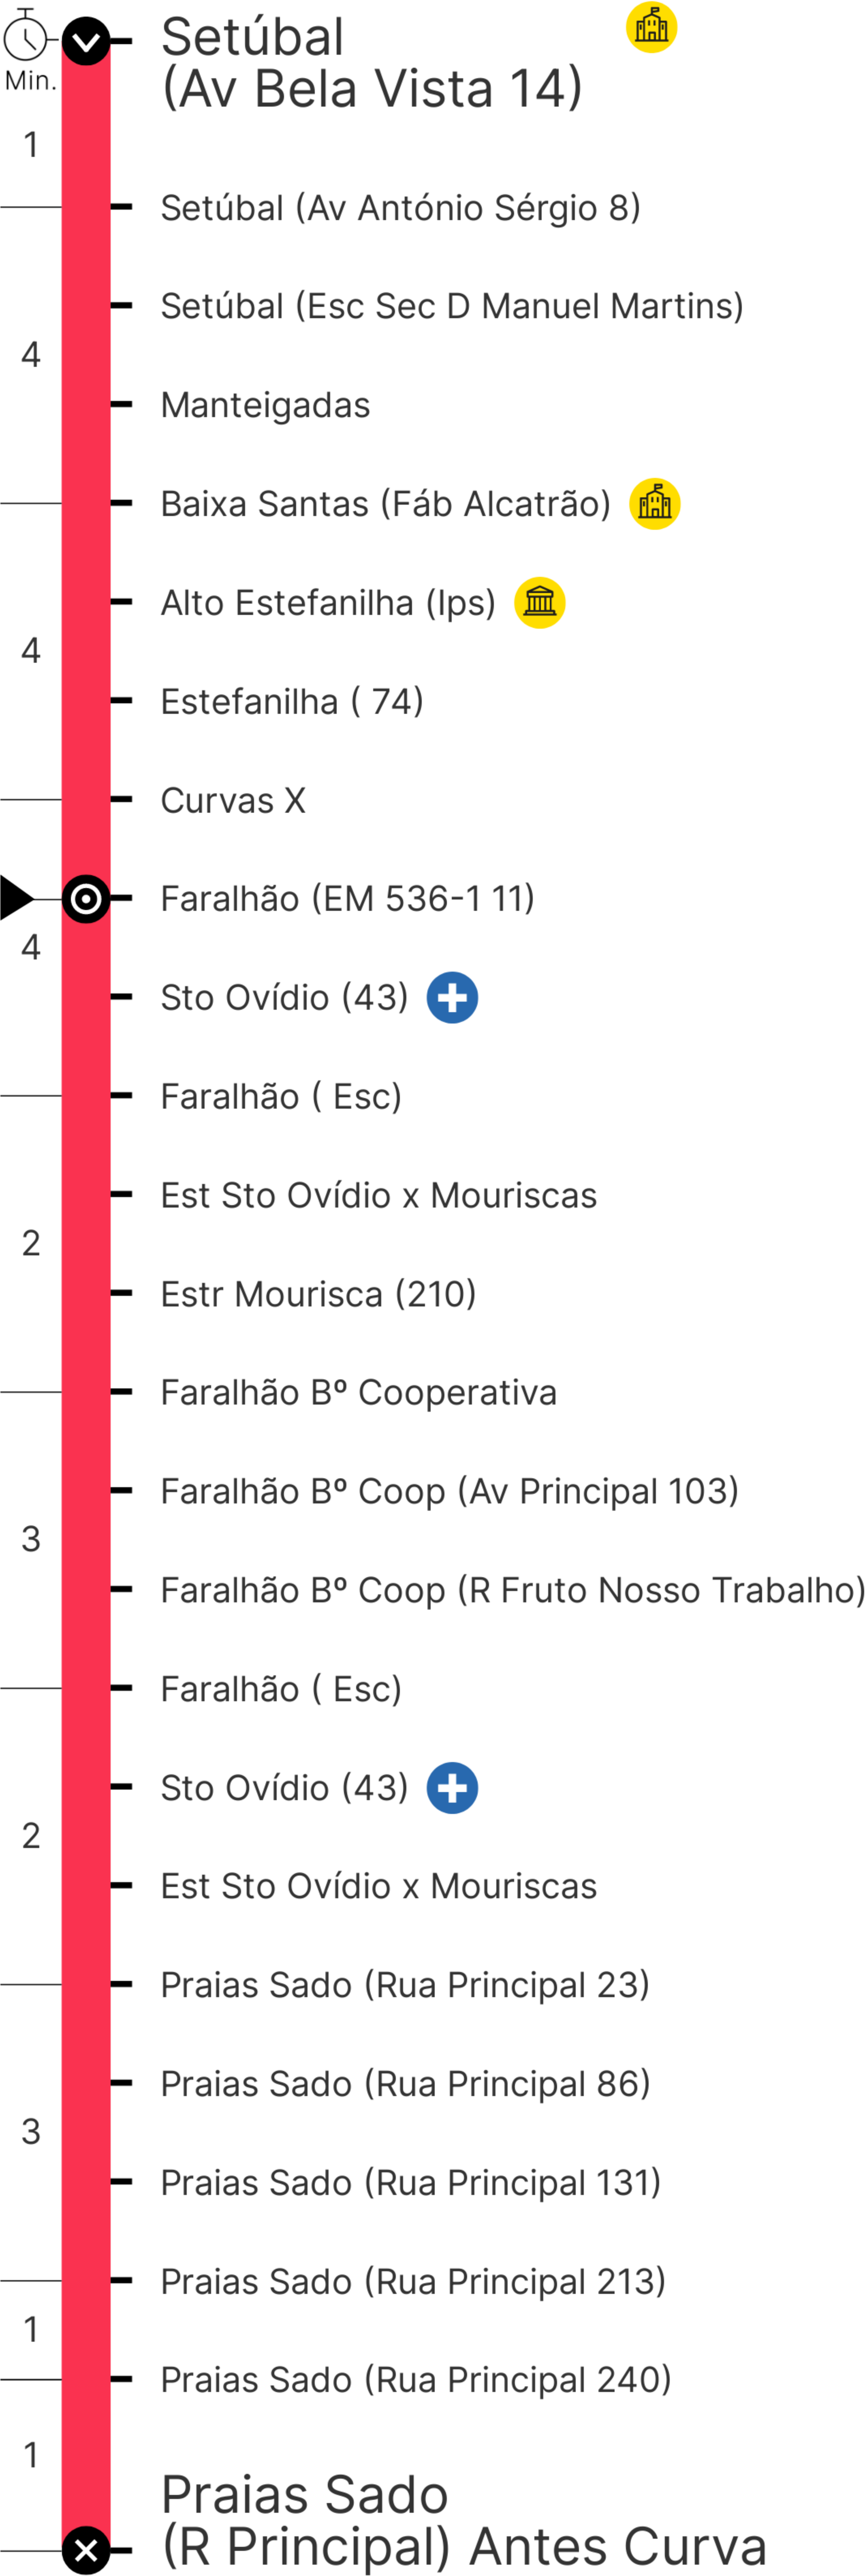 Setúbal
(Av Bela Vista 14)
Min.
1
Setúbal (Av António Sérgio 8)
Setúbal (Esc Sec D Manuel Martins)
4
Manteigadas
Baixa Santas (Fáb Alcatrão)
Alto Estefanilha (Ips)
4
Estefanilha ( 74)
Curvas X
Faralhão (EM 536-1 11)
4
Sto Ovídio (43)
Faralhão ( Esc)
Est Sto Ovídio x Mouriscas
2
Estr Mourisca (210)
Faralhão Bº Cooperativa
Faralhão Bº Coop (Av Principal 103)
3
Faralhão Bº Coop (R Fruto Nosso Trabalho)
Faralhão ( Esc)
Sto Ovídio (43)
2
Est Sto Ovídio x Mouriscas
Praias Sado (Rua Principal 23)
Praias Sado (Rua Principal 86)
3
Praias Sado (Rua Principal 131)
Praias Sado (Rua Principal 213)
1
Praias Sado (Rua Principal 240)
1
Praias Sado
(R Principal) Antes Curva